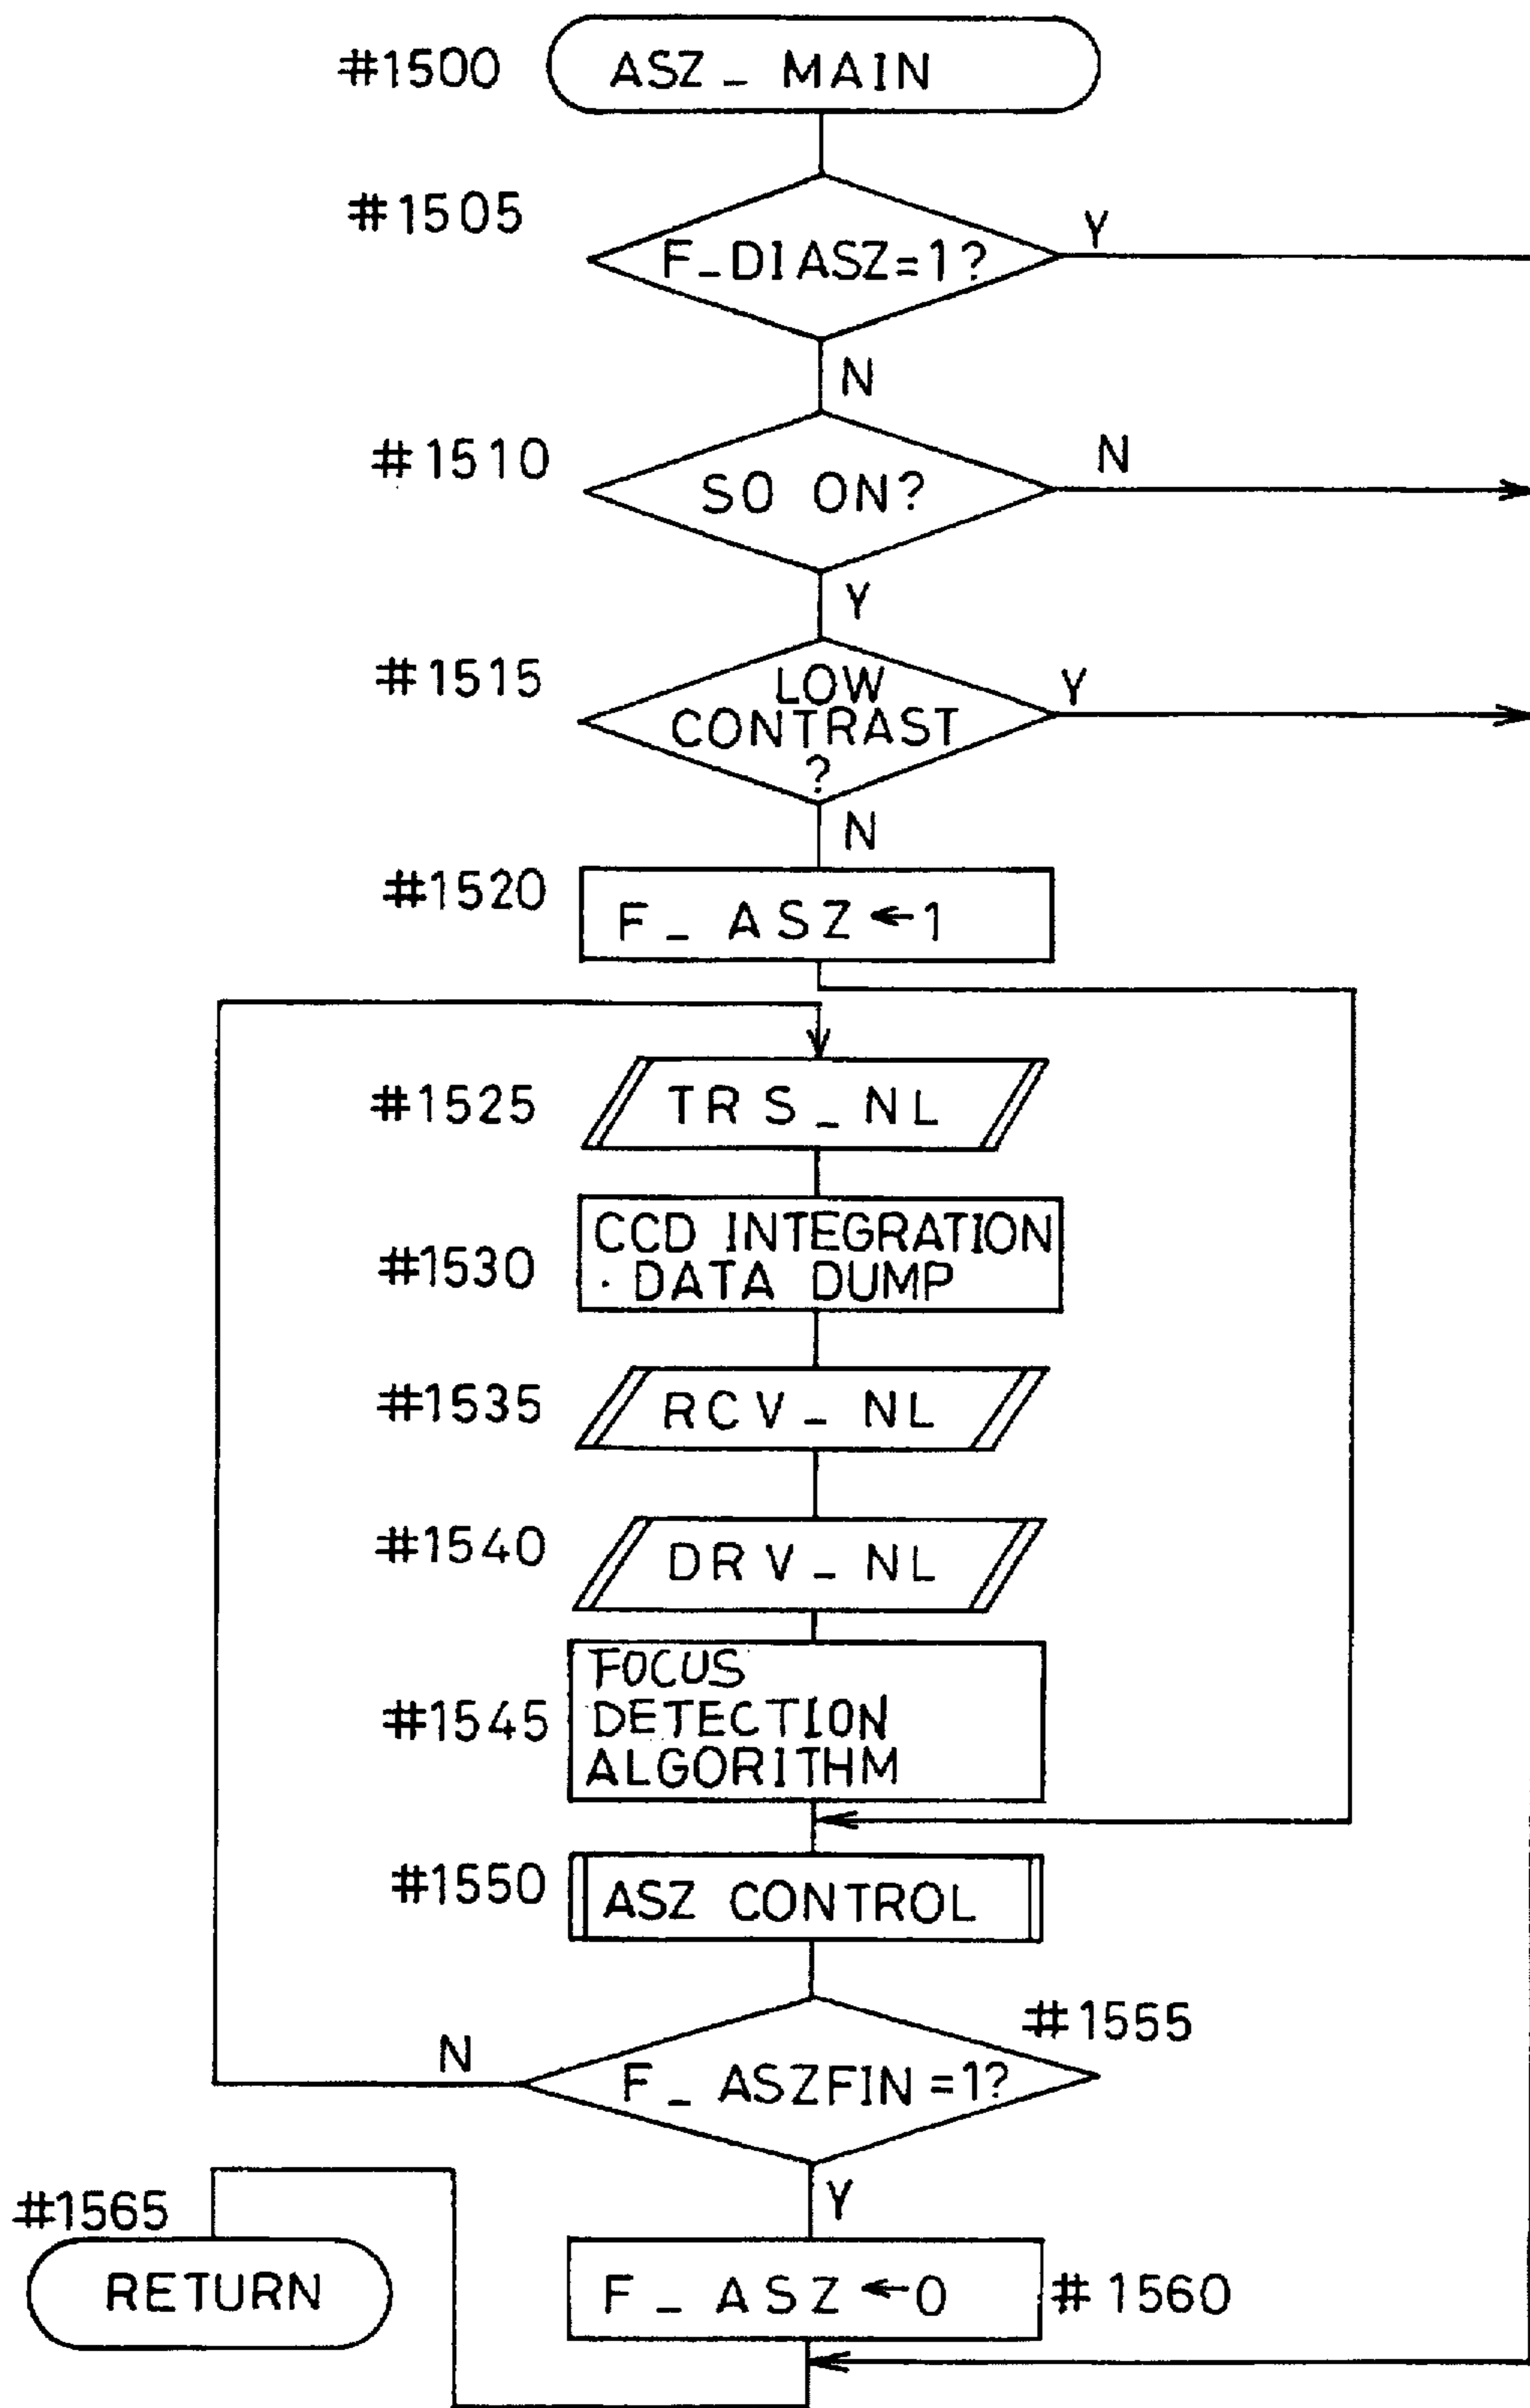 #1500
ASZ_MAIN
#1505
F_DIASZ=1?
Y
N
#1510
SO ON?
N
Y
#1515
LOW
CONTRAST
?
Y
N
#1520
F_ASZ←1
#1525
TRS_NL
#1530
CCD INTEGRATION
· DATA DUMP
#1535
RCV_NL
#1540
DRV_NL
#1545
FOCUS
DETECTION
ALGORITHM
#1550
ASZ CONTROL
#1555
F_ASZFIN=1?
N
Y
#1565
RETURN
F_ASZ←0
#1560